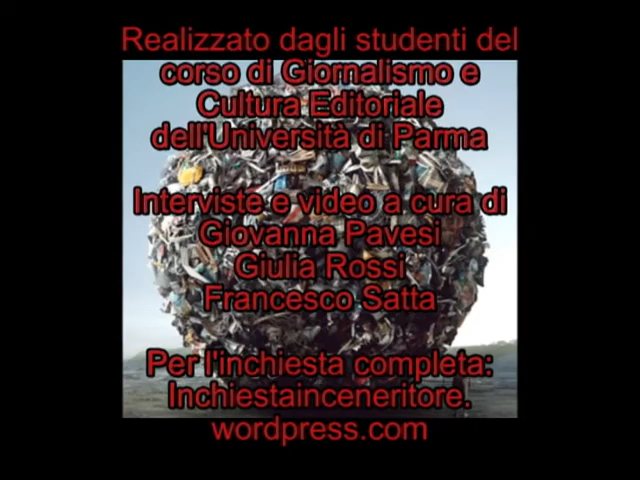 Realizzato dagli studenti del
corso di Giornalismo e
Cultura Editoriale
dell'Università di Parma
Interviste e video a cura di
Giovanna Pavesi
Giulia Rossi
Francesco Satta
Per l'inchiesta completa:
Inchiestainceneritore.
wordpress.com